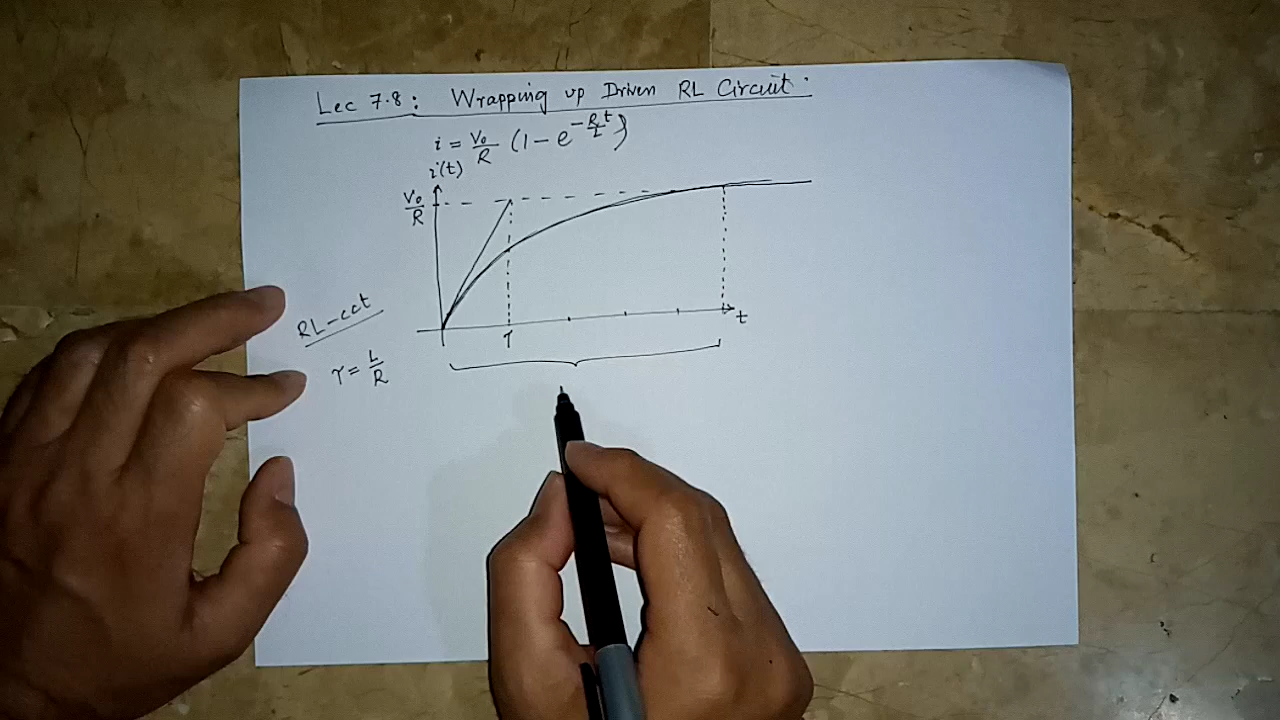 Lec 7.8: Wrapping up Driven RL Circuit.
i = V₀/R (1 - e^(-Rt/L))
i(t)
V₀/R
t
τ
RL-cct
τ = L/R